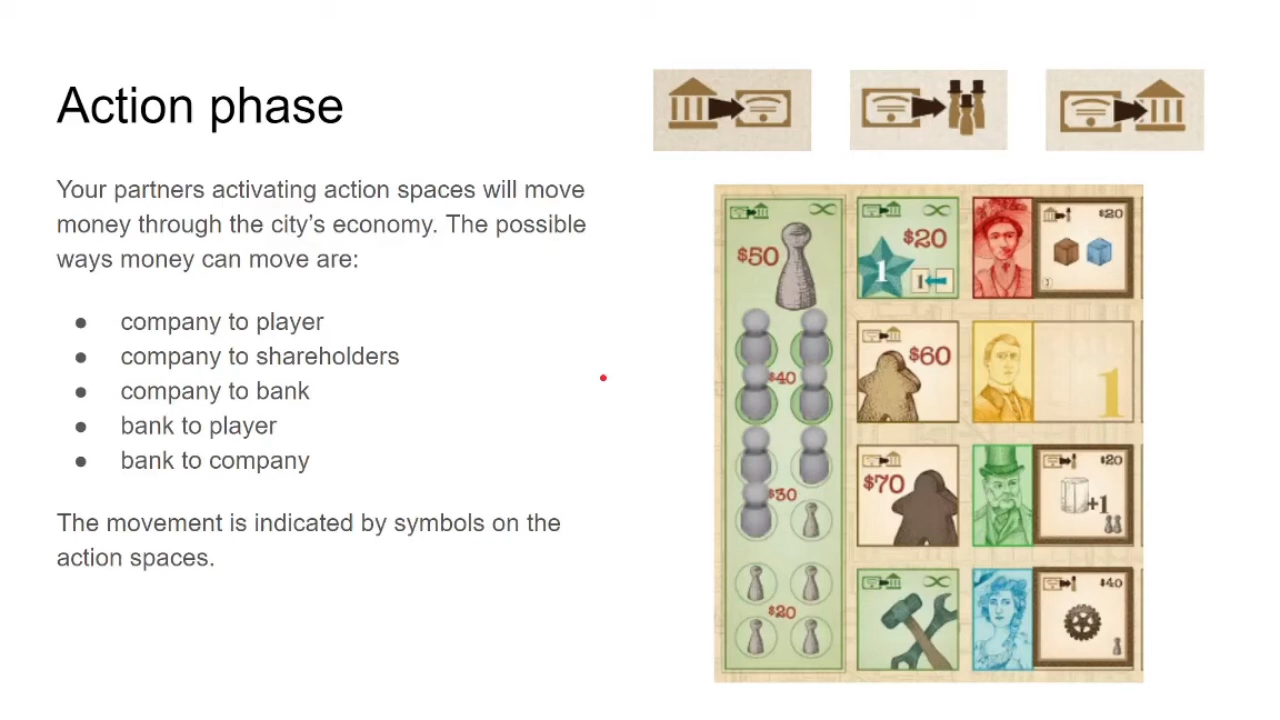 Action phase
Your partners activating action spaces will move
money through the city’s economy. The possible
ways money can move are:
● company to player
● company to shareholders
● company to bank
● bank to player
● bank to company
The movement is indicated by symbols on the
action spaces.
$50
$40
$30
$20
$20
1
1
$20
3
$60
1
$70
$20
+1
$40